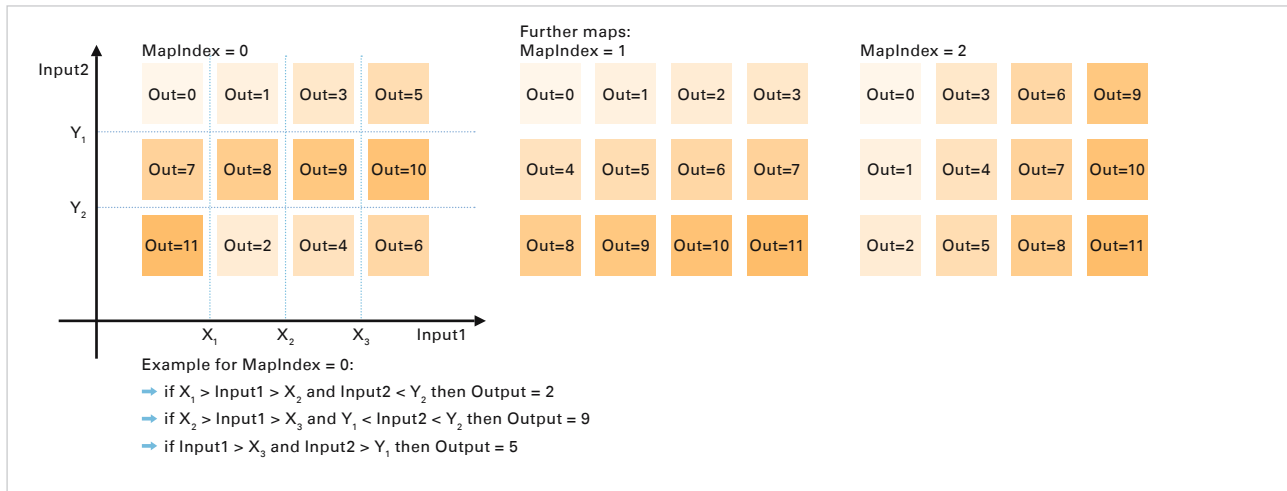 Further maps:
MapIndex = 0 MapIndex = 1 MapIndex = 2
Input2
Out=0 Out=1 Out=3 Out=5 Out=0 Out=1 Out=2 Out=3 Out=0 Out=3 Out=6 Out=9
Y₁
Out=7 Out=8 Out=9 Out=10 Out=4 Out=5 Out=6 Out=7 Out=1 Out=4 Out=7 Out=10
Y₂
Out=11 Out=2 Out=4 Out=6 Out=8 Out=9 Out=10 Out=11 Out=2 Out=5 Out=8 Out=11
X₁ X₂ X₃ Input1
Example for MapIndex = 0:
➡ if X₁ > Input1 > X₂ and Input2 < Y₂ then Output = 2
➡ if X₂ > Input1 > X₃ and Y₁ < Input2 < Y₂ then Output = 9
➡ if Input1 > X₃ and Input2 > Y₁ then Output = 5